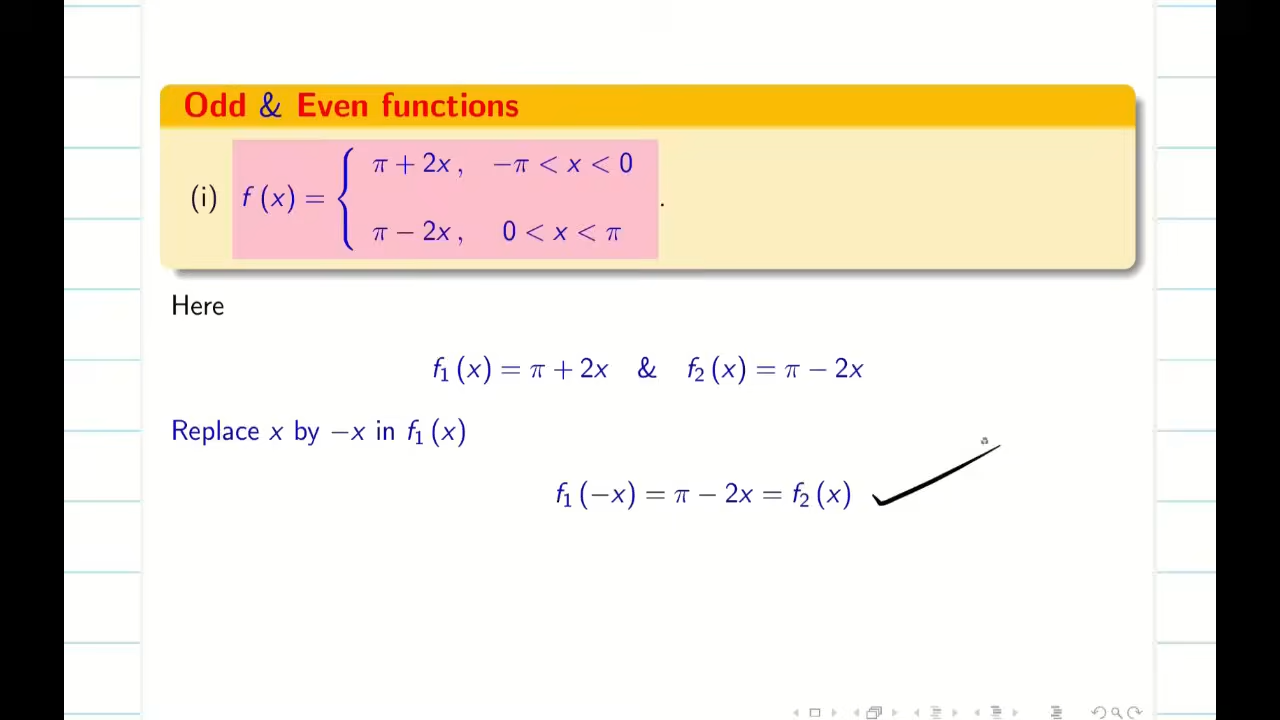 Odd & Even functions
π + 2x , −π < x < 0
(i) f (x) = { .
π − 2x , 0 < x < π
Here
f₁ (x) = π + 2x & f₂ (x) = π − 2x
Replace x by −x in f₁ (x)
f₁ (−x) = π − 2x = f₂ (x)